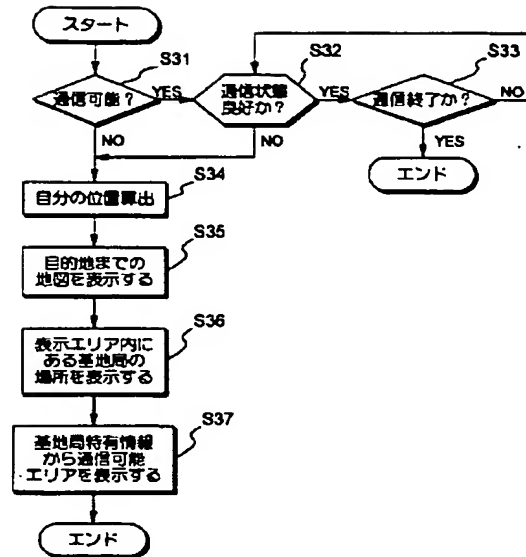 スタート
S31
通信可能？
YES
NO
S32
通信状態
良好か？
YES
NO
S33
通信終了か？
NO
YES
エンド
S34
自分の位置算出
S35
目的地までの
地図を表示する
S36
表示エリア内に
ある基地局の
場所を表示する
S37
基地局特有情報
から通信可能
エリアを表示する
エンド